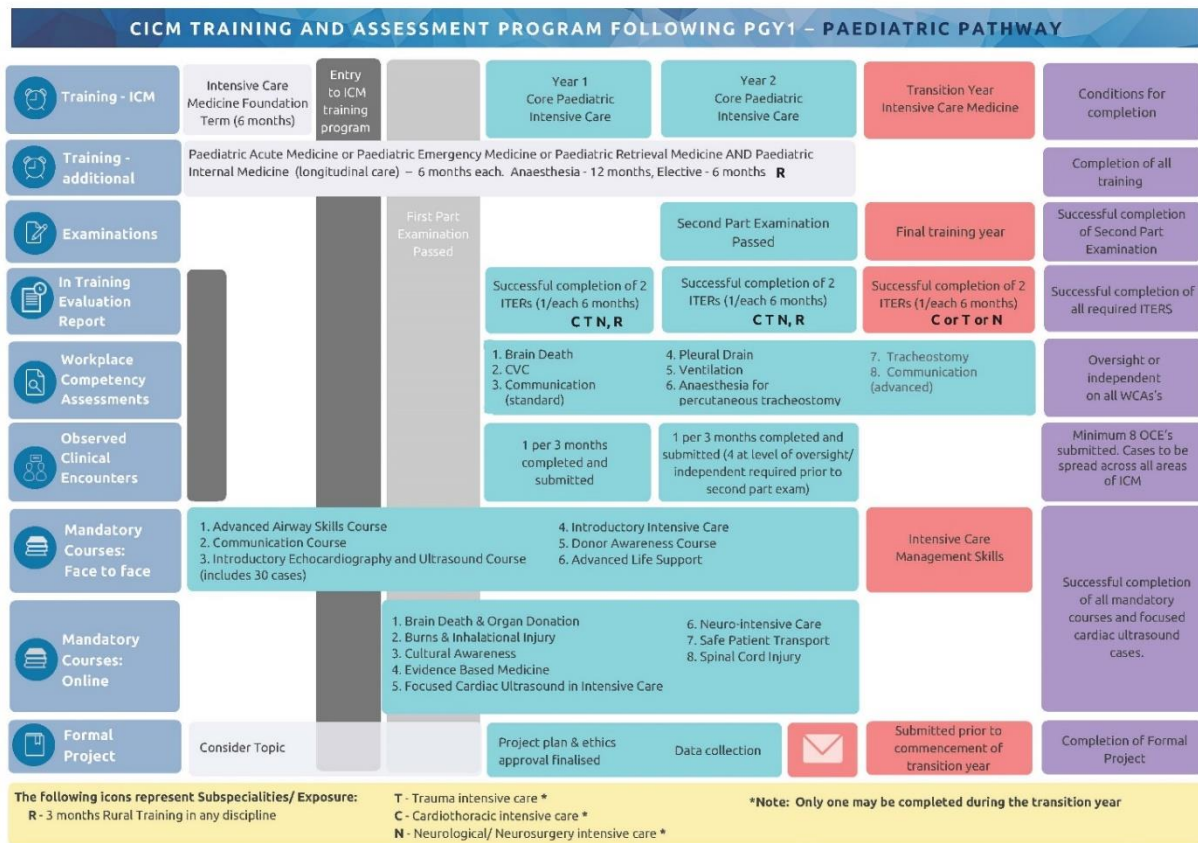 CICM TRAINING AND ASSESSMENT PROGRAM FOLLOWING PGY1 – PAEDIATRIC PATHWAY
Training - ICM
Intensive Care
Medicine Foundation
Term (6 months)
Entry
to ICM
training
program
Year 1
Core Paediatric
Intensive Care
Year 2
Core Paediatric
Intensive Care
Transition Year
Intensive Care Medicine
Conditions for
completion
Training -
additional
Paediatric Acute Medicine or Paediatric Emergency Medicine or Paediatric Retrieval Medicine AND Paediatric
Internal Medicine (longitudinal care) – 6 months each. Anaesthesia - 12 months, Elective - 6 months R
Completion of all
training
Examinations
First Part
Examination
Passed
Second Part Examination
Passed
Final training year
Successful completion
of Second Part
Examination
In Training
Evaluation
Report
Successful completion of 2
ITERs (1/each 6 months)
C T N, R
Successful completion of 2
ITERs (1/each 6 months)
C T N, R
Successful completion of 2
ITERs (1/each 6 months)
C or T or N
Successful completion of
all required ITERS
Workplace
Competency
Assessments
1. Brain Death
2. CVC
3. Communication
(standard)
4. Pleural Drain
5. Ventilation
6. Anaesthesia for
percutaneous tracheostomy
7. Tracheostomy
8. Communication
(advanced)
Oversight or
independent
on all WCAs's
Observed
Clinical
Encounters
1 per 3 months
completed and
submitted
1 per 3 months completed and
submitted (4 at level of oversight/
independent required prior to
second part exam)
Minimum 8 OCE's
submitted. Cases to be
spread across all areas
of ICM
Mandatory
Courses:
Face to face
1. Advanced Airway Skills Course
2. Communication Course
3. Introductory Echocardiography and Ultrasound Course
(includes 30 cases)
4. Introductory Intensive Care
5. Donor Awareness Course
6. Advanced Life Support
Intensive Care
Management Skills
Successful completion
of all mandatory
courses and focused
cardiac ultrasound
cases.
Mandatory
Courses:
Online
1. Brain Death & Organ Donation
2. Burns & Inhalational Injury
3. Cultural Awareness
4. Evidence Based Medicine
5. Focused Cardiac Ultrasound in Intensive Care
6. Neuro-intensive Care
7. Safe Patient Transport
8. Spinal Cord Injury
Formal
Project
Consider Topic
Project plan & ethics
approval finalised
Data collection
Submitted prior to
commencement of
transition year
Completion of Formal
Project
The following icons represent Subspecialities/ Exposure:
R - 3 months Rural Training in any discipline
T - Trauma intensive care *
C - Cardiothoracic intensive care *
N - Neurological/ Neurosurgery intensive care *
*Note: Only one may be completed during the transition year